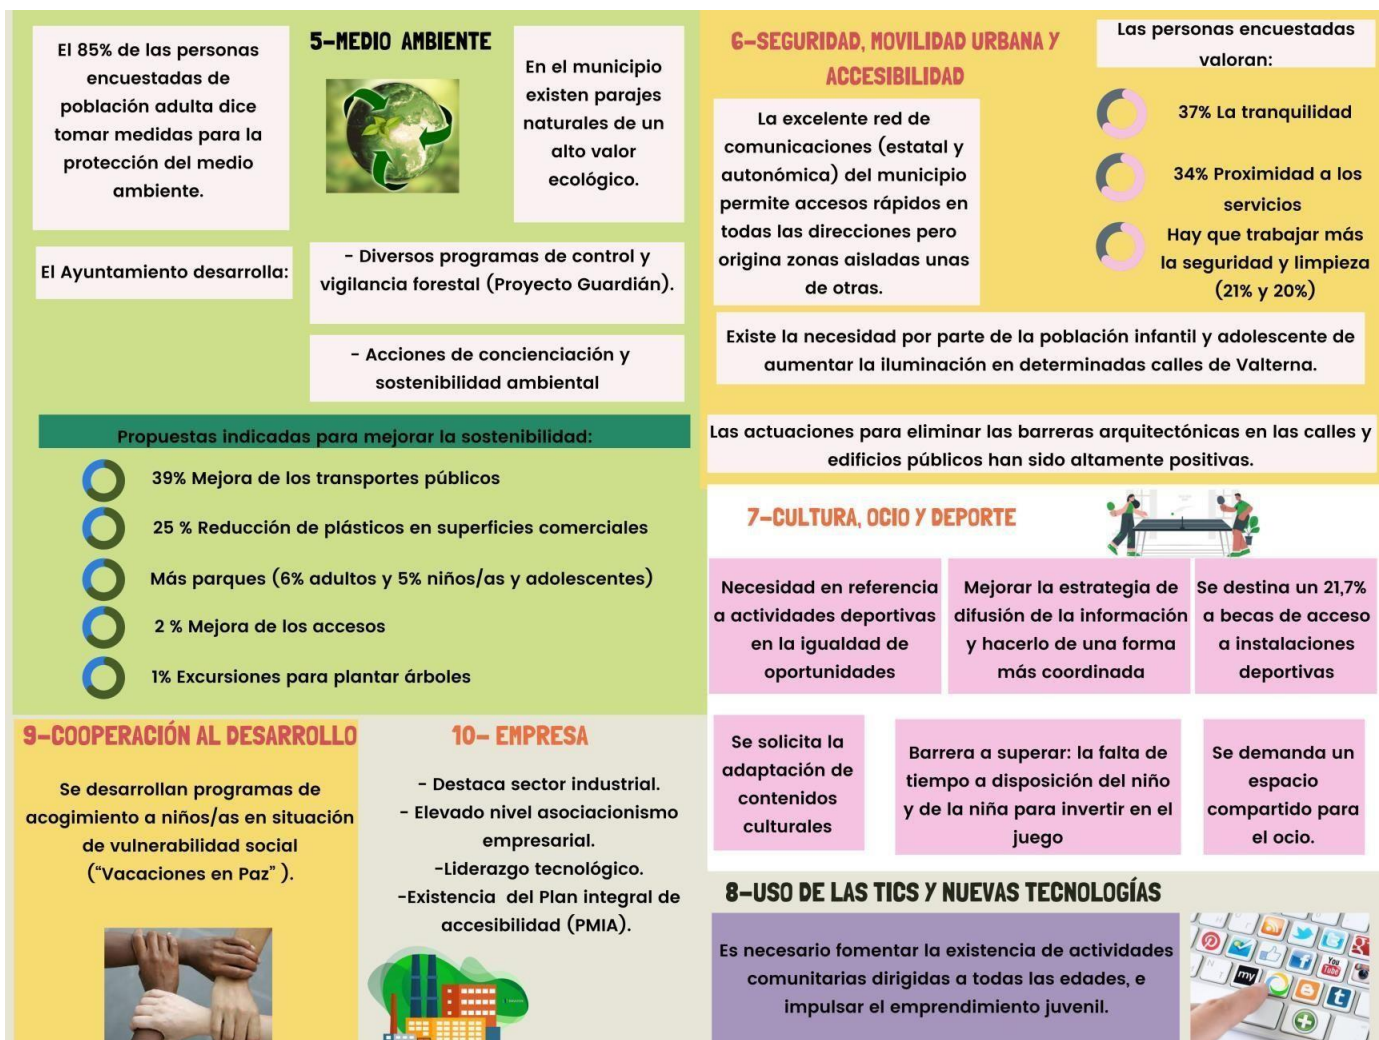 5-MEDIO AMBIENTE
El 85% de las personas
encuestadas de
población adulta dice
tomar medidas para la
protección del medio
ambiente.
En el municipio
existen parajes
naturales de un
alto valor
ecológico.
El Ayuntamiento desarrolla:
- Diversos programas de control y
vigilancia forestal (Proyecto Guardián).
- Acciones de concienciación y
sostenibilidad ambiental
Propuestas indicadas para mejorar la sostenibilidad:
39% Mejora de los transportes públicos
25 % Reducción de plásticos en superficies comerciales
Más parques (6% adultos y 5% niños/as y adolescentes)
2 % Mejora de los accesos
1% Excursiones para plantar árboles
6-SEGURIDAD, MOVILIDAD URBANA Y
ACCESIBILIDAD
La excelente red de
comunicaciones (estatal y
autonómica) del municipio
permite accesos rápidos en
todas las direcciones pero
origina zonas aisladas unas
de otras.
Las personas encuestadas
valoran:
37% La tranquilidad
34% Proximidad a los
servicios
Hay que trabajar más
la seguridad y limpieza
(21% y 20%)
Existe la necesidad por parte de la población infantil y adolescente de
aumentar la iluminación en determinadas calles de Valterna.
Las actuaciones para eliminar las barreras arquitectónicas en las calles y
edificios públicos han sido altamente positivas.
7-CULTURA, OCIO Y DEPORTE
Necesidad en referencia
a actividades deportivas
en la igualdad de
oportunidades
Mejorar la estrategia de
difusión de la información
y hacerlo de una forma
más coordinada
Se destina un 21,7%
a becas de acceso
a instalaciones
deportivas
Se solicita la
adaptación de
contenidos
culturales
Barrera a superar: la falta de
tiempo a disposición del niño
y de la niña para invertir en el
juego
Se demanda un
espacio
compartido para
el ocio.
8-USO DE LAS TICS Y NUEVAS TECNOLOGÍAS
Es necesario fomentar la existencia de actividades
comunitarias dirigidas a todas las edades, e
impulsar el emprendimiento juvenil.
You
Tube
my
9-COOPERACIÓN AL DESARROLLO
Se desarrollan programas de
acogimiento a niños/as en situación
de vulnerabilidad social
("Vacaciones en Paz" ).
10- EMPRESA
- Destaca sector industrial.
- Elevado nivel asociacionismo
empresarial.
-Liderazgo tecnológico.
-Existencia del Plan integral de
accesibilidad (PMIA).